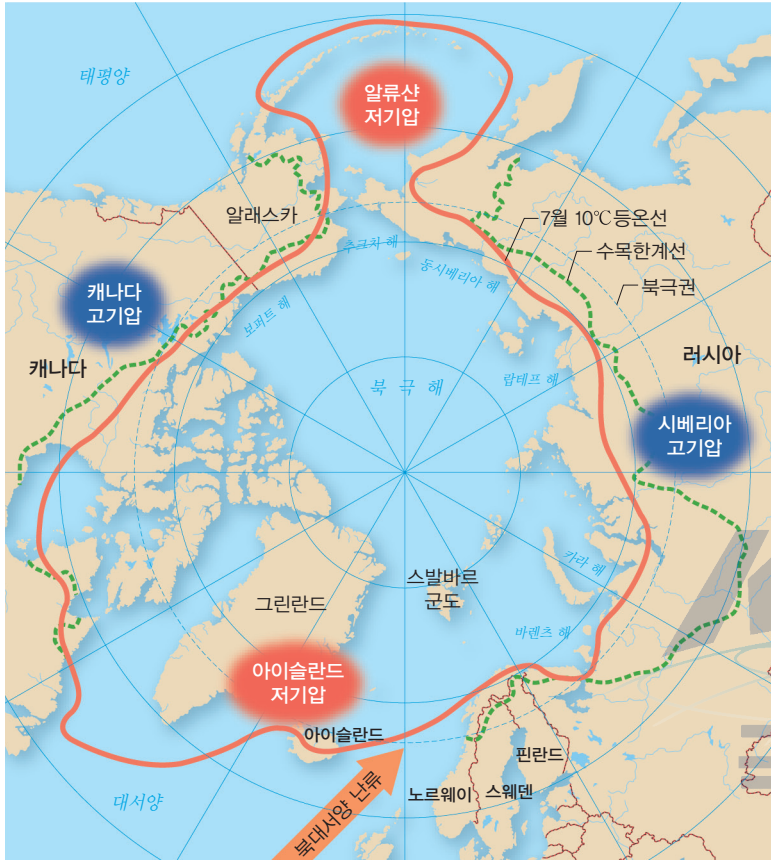 태평양
알류샨
저기압
알래스카
7월 10℃ 등온선
수목한계선
북극권
추크치 해
동시베리아 해
캐나다
고기압
보퍼트 해
캐나다
러시아
북 극 해
랍테프 해
시베리아
고기압
카라 해
스발바르
군도
그린란드
바렌츠 해
아이슬란드
저기압
아이슬란드
핀란드
대서양
노르웨이
스웨덴
북대서양 난류